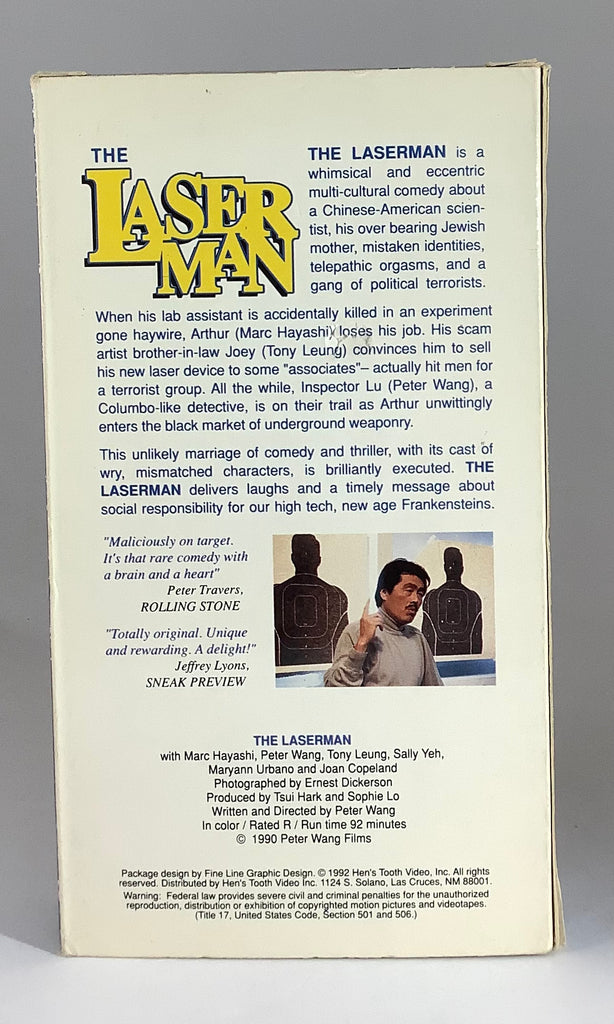 THE
LASER
MAN
THE LASERMAN is a
whimsical and eccentric
multi-cultural comedy about
a Chinese-American scien-
tist, his over bearing Jewish
mother, mistaken identities,
telepathic orgasms, and a
gang of political terrorists.
When his lab assistant is accidentally killed in an experiment
gone haywire, Arthur (Marc Hayashi) loses his job. His scam
artist brother-in-law Joey (Tony Leung) convinces him to sell
his new laser device to some "associates"– actually hit men for
a terrorist group. All the while, Inspector Lu (Peter Wang), a
Columbo-like detective, is on their trail as Arthur unwittingly
enters the black market of underground weaponry.
This unlikely marriage of comedy and thriller, with its cast of
wry, mismatched characters, is brilliantly executed. THE
LASERMAN delivers laughs and a timely message about
social responsibility for our high tech, new age Frankensteins.
"Maliciously on target.
It's that rare comedy with
a brain and a heart"
Peter Travers,
ROLLING STONE
"Totally original. Unique
and rewarding. A delight!"
Jeffrey Lyons,
SNEAK PREVIEW
THE LASERMAN
with Marc Hayashi, Peter Wang, Tony Leung, Sally Yeh,
Maryann Urbano and Joan Copeland
Photographed by Ernest Dickerson
Produced by Tsui Hark and Sophie Lo
Written and Directed by Peter Wang
In color / Rated R / Run time 92 minutes
© 1990 Peter Wang Films
Package design by Fine Line Graphic Design. © 1992 Hen's Tooth Video, Inc. All rights
reserved. Distributed by Hen's Tooth Video Inc. 1124 S. Solano, Las Cruces, NM 88001.
Warning: Federal law provides severe civil and criminal penalties for the unauthorized
reproduction, distribution or exhibition of copyrighted motion pictures and videotapes.
(Title 17, United States Code, Section 501 and 506.)